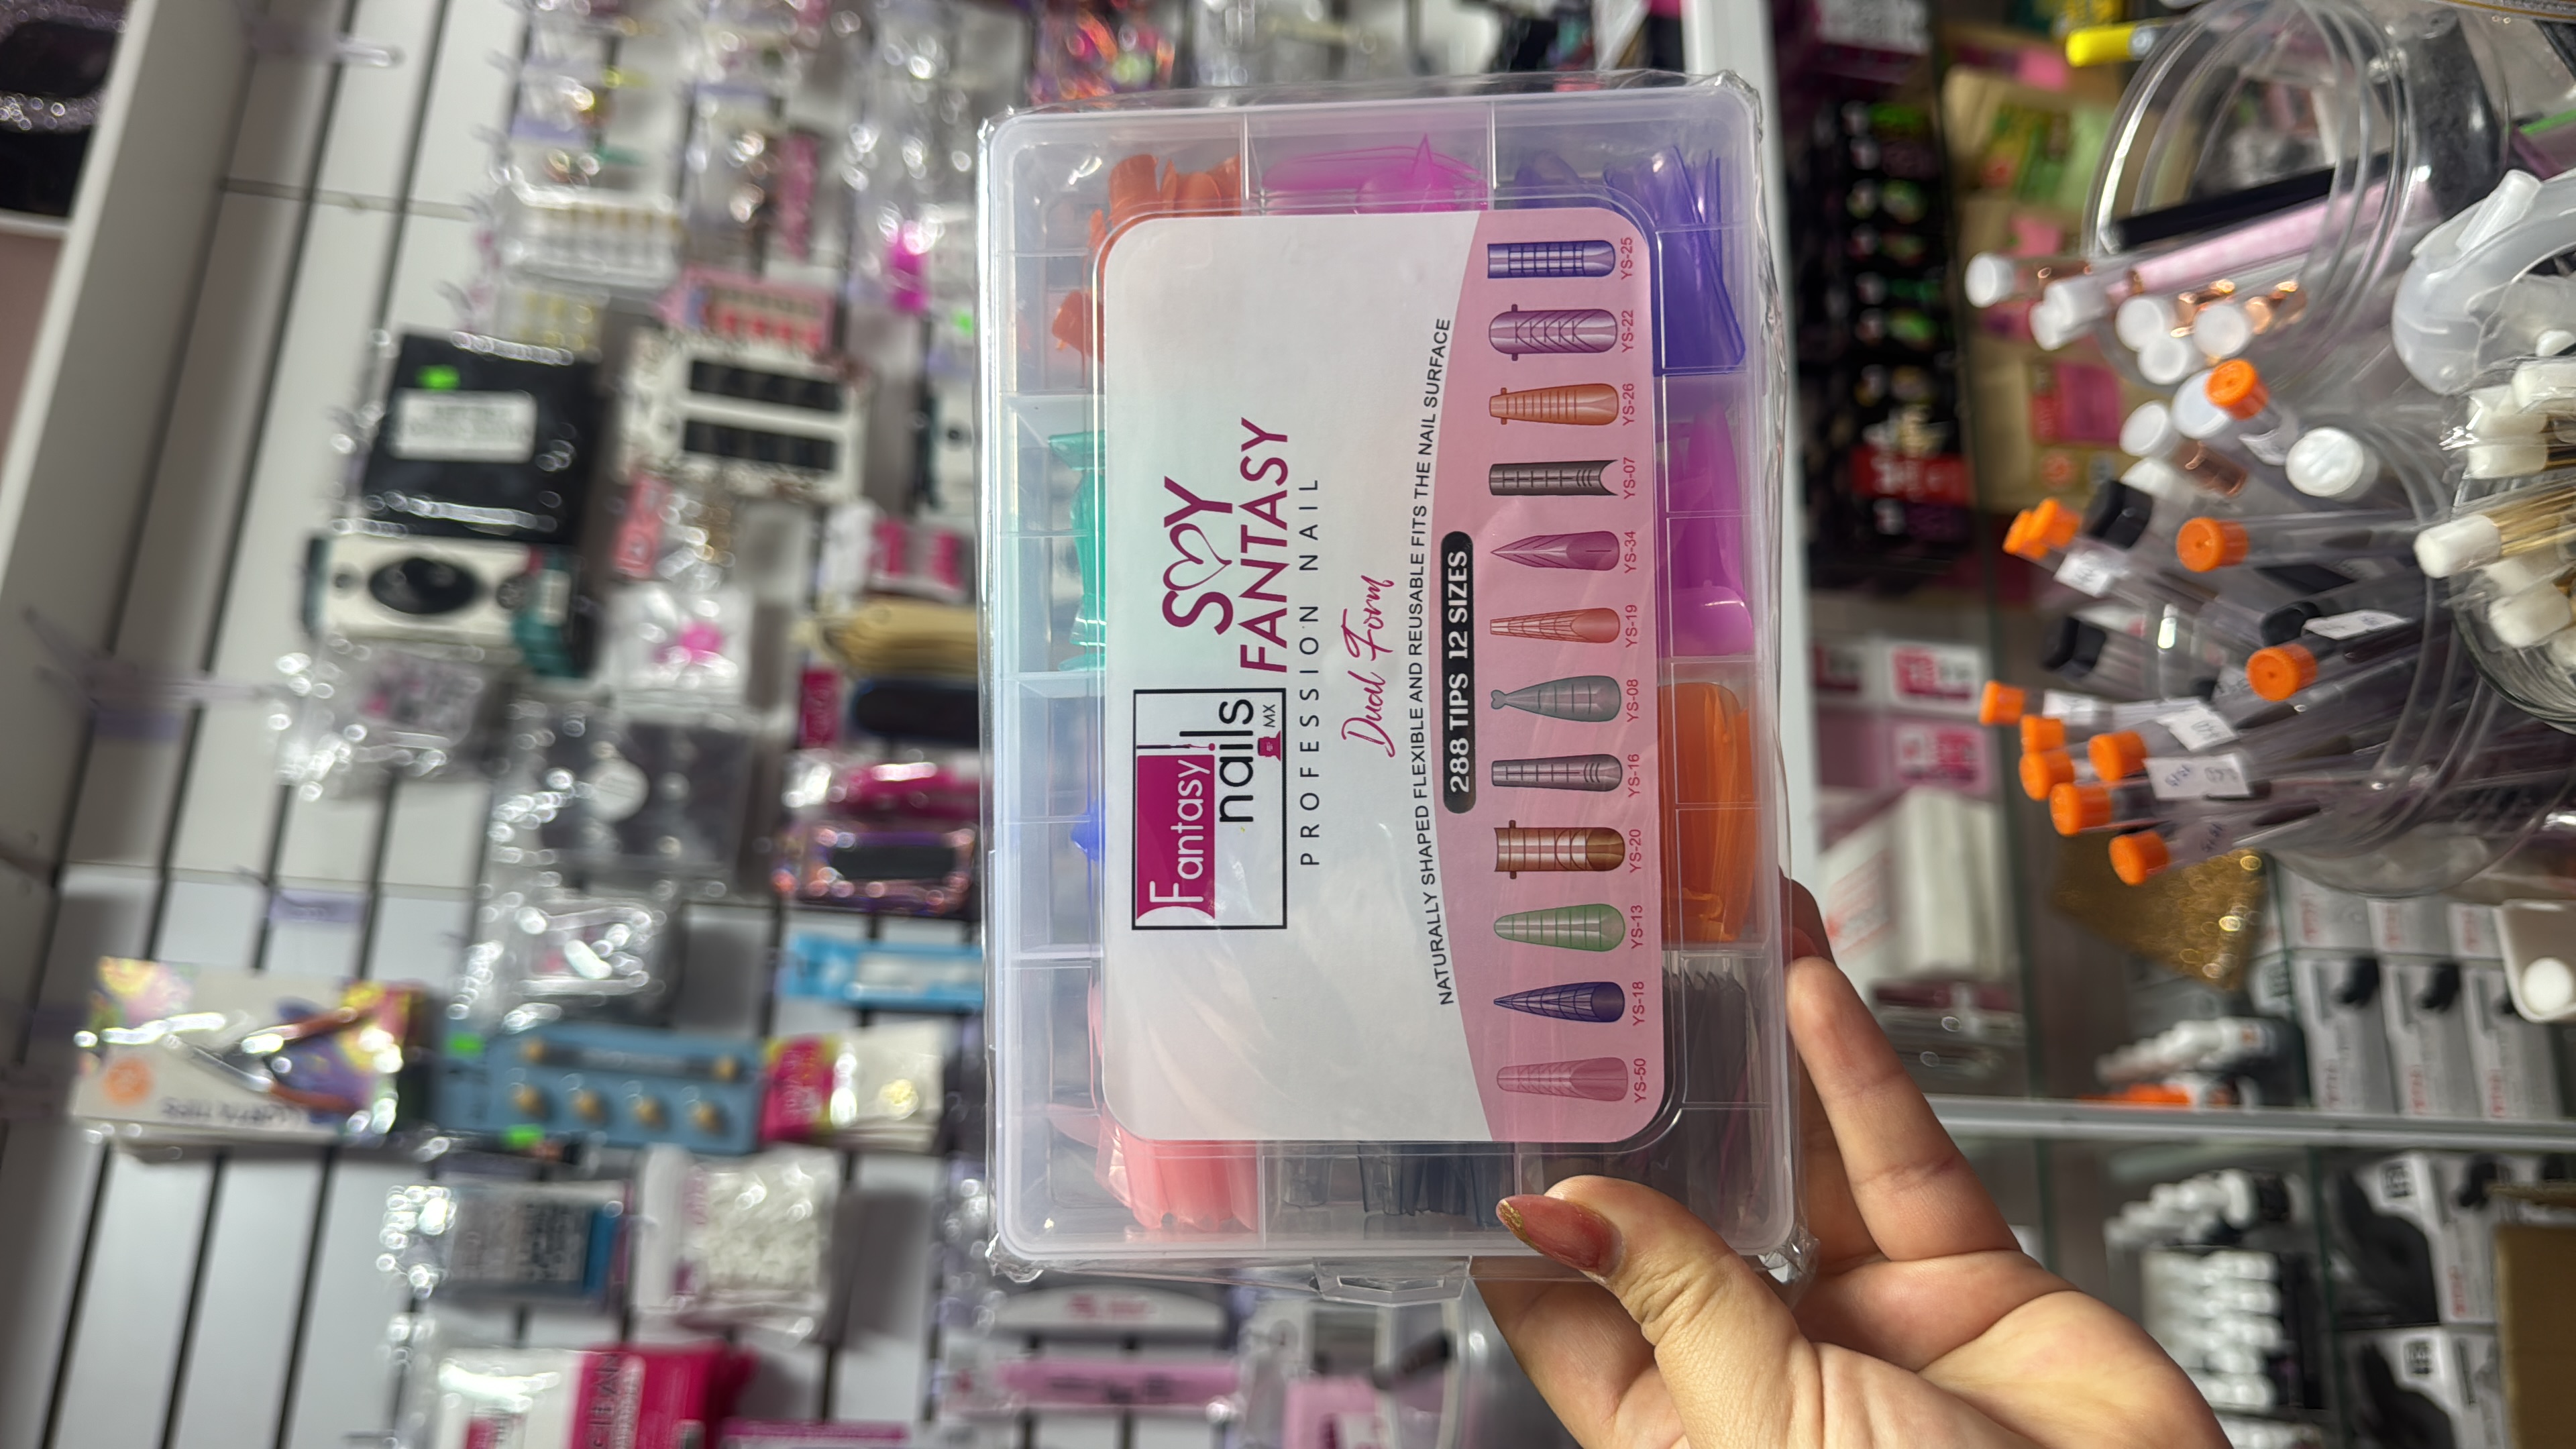 Fantasy
nails
MX
SOY
FANTASY
PROFESSION NAIL
Dual Form
NATURALLY SHAPED FLEXIBLE AND REUSABLE FITS THE NAIL SURFACE
288 TIPS 12 SIZES
YS-50 YS-18 YS-13 YS-20 YS-16 YS-08 YS-19 YS-34 YS-07 YS-26 YS-22 YS-25